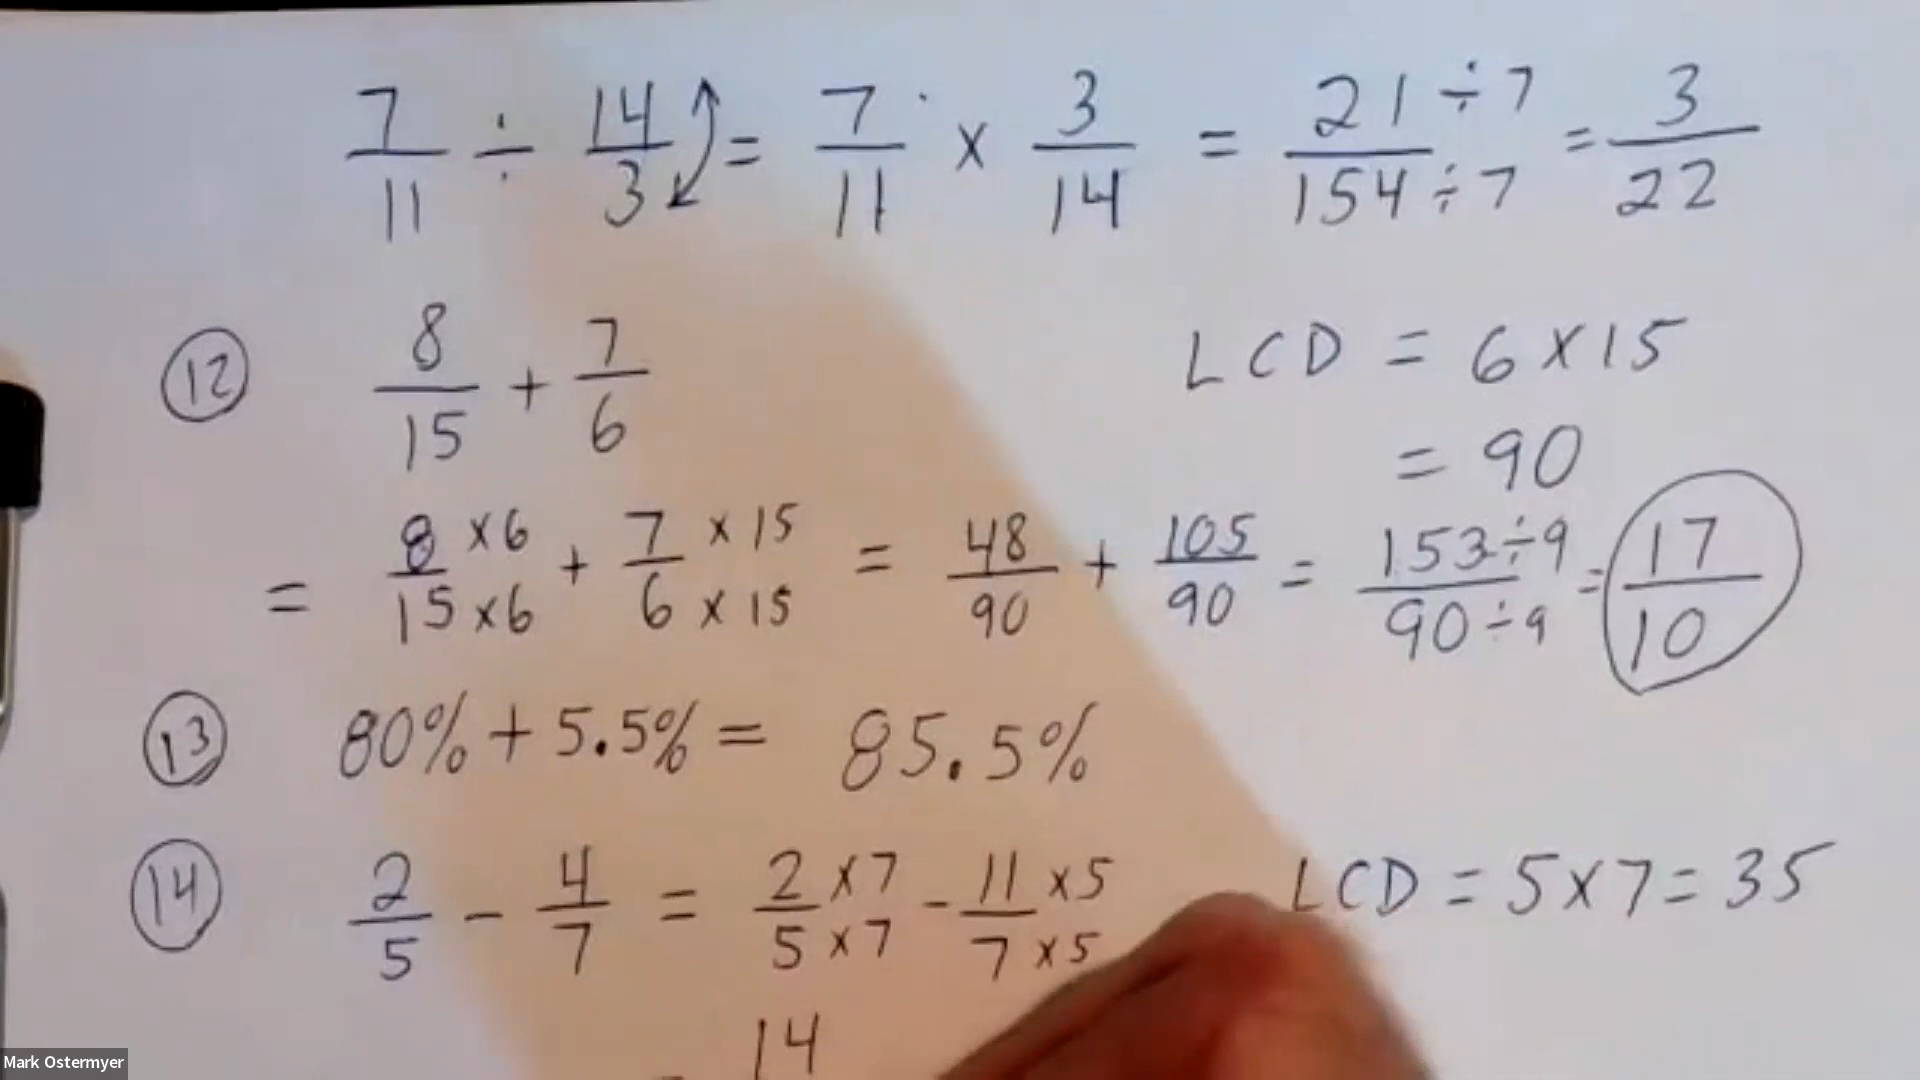 7/11 ÷ 14/3 = 7/11 x 3/14 = 21÷7/154÷7 = 3/22
12 8/15 + 7/6 LCD = 6x15
= 90
= 8x6/15x6 + 7x15/6x15 = 48/90 + 105/90 = 153÷9/90÷9 = 17/10
13 80% + 5.5% = 85.5%
14 2/5 - 4/7 = 2x7/5x7 - 11x5/7x5 LCD = 5x7=35
14
Mark Ostermyer